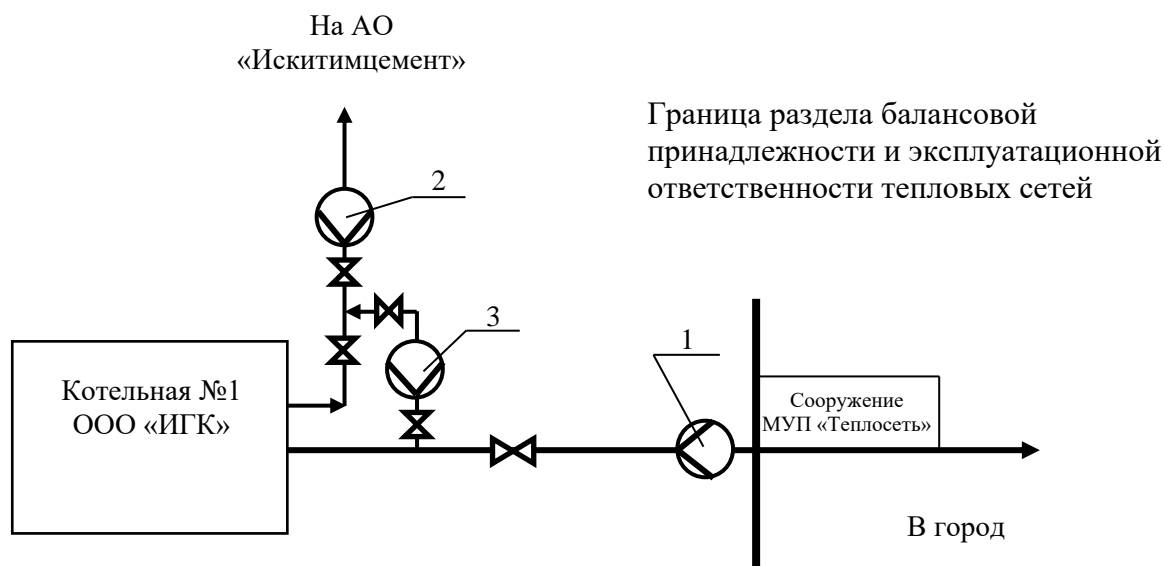 На АО
«Искитимцемент»
Граница раздела балансовой
принадлежности и эксплуатационной
ответственности тепловых сетей
2
3
1
Котельная №1
ООО «ИГК»
Сооружение
МУП «Теплосеть»
В город